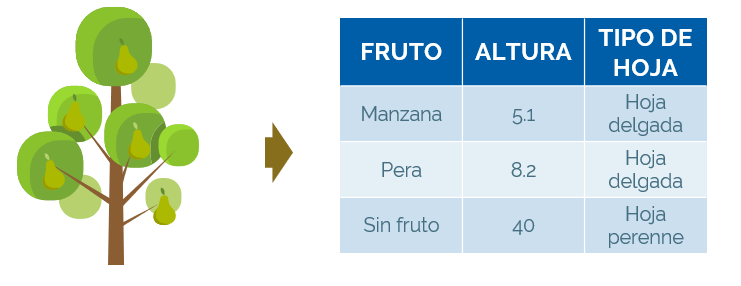 FRUTO ALTURA TIPO DE
HOJA
Manzana 5.1 Hoja
delgada
Pera 8.2 Hoja
delgada
Sin fruto 40 Hoja
perenne